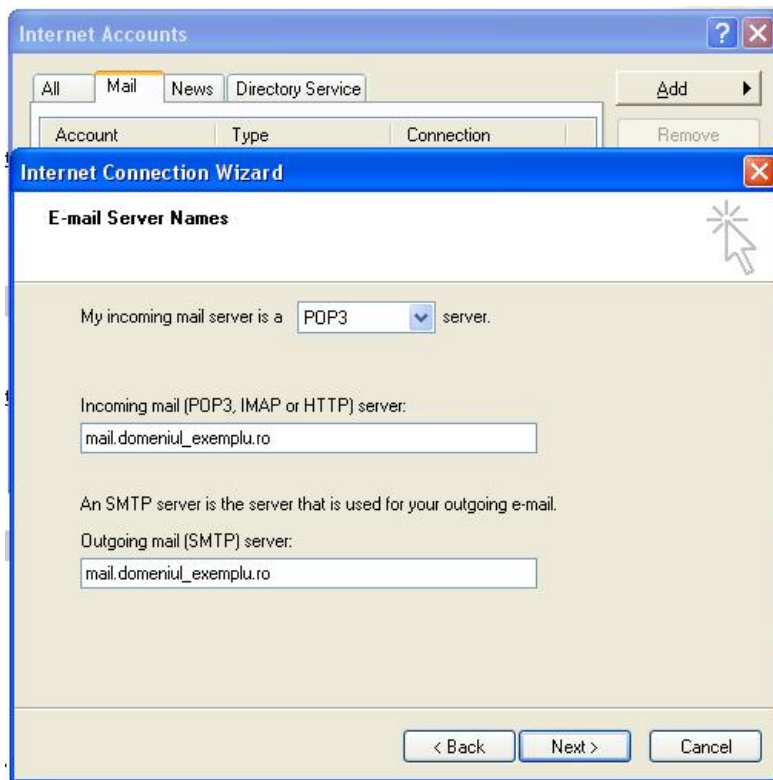 Internet Accounts
All Mail News Directory Service Add
Account Type Connection Remove
Internet Connection Wizard
E-mail Server Names
My incoming mail server is a POP3 server.
Incoming mail (POP3, IMAP or HTTP) server:
mail.domeniul_exemplu.ro
An SMTP server is the server that is used for your outgoing e-mail.
Outgoing mail (SMTP) server:
mail.domeniul_exemplu.ro
< Back Next > Cancel